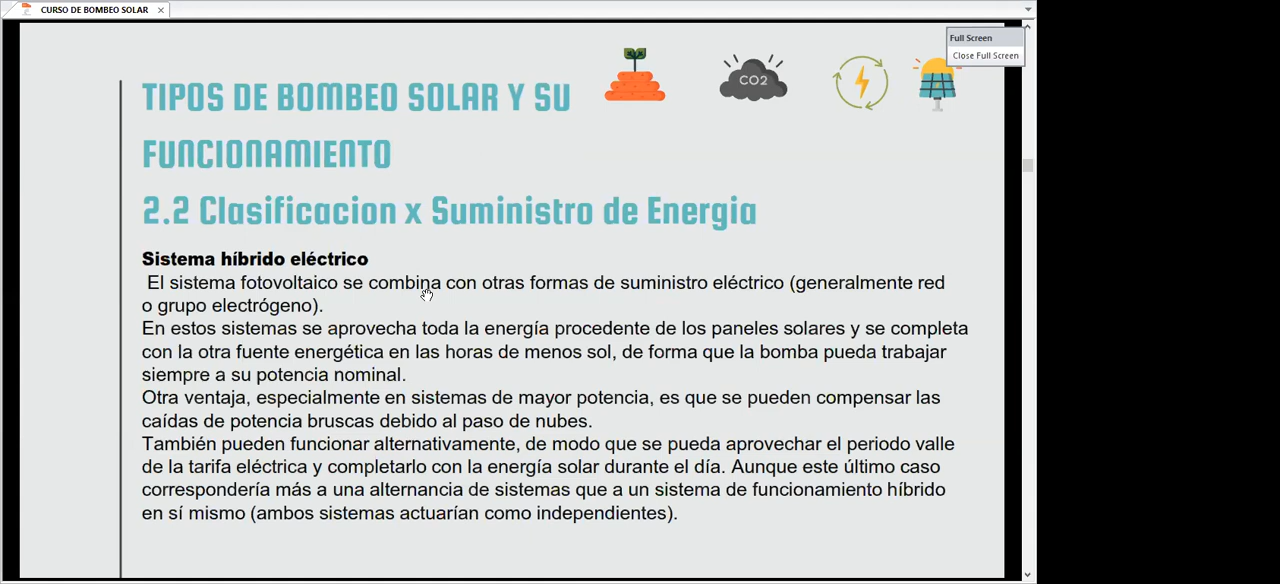 CURSO DE BOMBEO SOLAR
Full Screen
Close Full Screen
CO2
TIPOS DE BOMBEO SOLAR Y SU
FUNCIONAMIENTO
2.2 Clasificacion x Suministro de Energia
Sistema híbrido eléctrico
El sistema fotovoltaico se combina con otras formas de suministro eléctrico (generalmente red
o grupo electrógeno).
En estos sistemas se aprovecha toda la energía procedente de los paneles solares y se completa
con la otra fuente energética en las horas de menos sol, de forma que la bomba pueda trabajar
siempre a su potencia nominal.
Otra ventaja, especialmente en sistemas de mayor potencia, es que se pueden compensar las
caídas de potencia bruscas debido al paso de nubes.
También pueden funcionar alternativamente, de modo que se pueda aprovechar el periodo valle
de la tarifa eléctrica y completarlo con la energía solar durante el día. Aunque este último caso
correspondería más a una alternancia de sistemas que a un sistema de funcionamiento híbrido
en sí mismo (ambos sistemas actuarían como independientes).